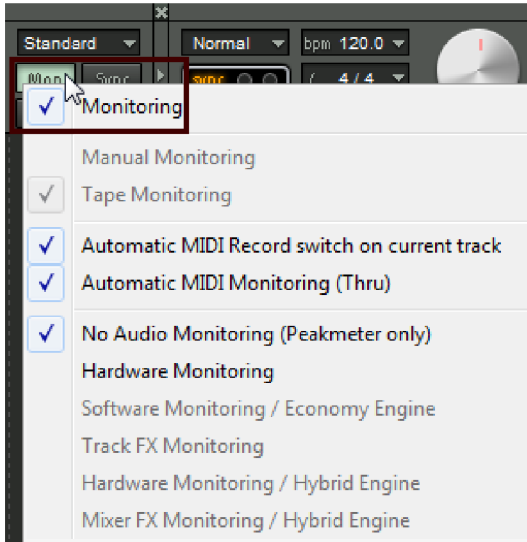 Standard Normal bpm 120.0
Mon Sync sync 4/4
Monitoring
Manual Monitoring
Tape Monitoring
Automatic MIDI Record switch on current track
Automatic MIDI Monitoring (Thru)
No Audio Monitoring (Peakmeter only)
Hardware Monitoring
Software Monitoring / Economy Engine
Track FX Monitoring
Hardware Monitoring / Hybrid Engine
Mixer FX Monitoring / Hybrid Engine